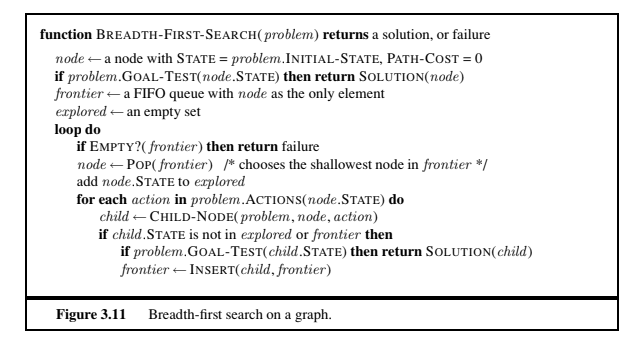 function BREADTH-FIRST-SEARCH(problem) returns a solution, or failure
node ← a node with STATE = problem.INITIAL-STATE, PATH-COST = 0
if problem.GOAL-TEST(node.STATE) then return SOLUTION(node)
frontier ← a FIFO queue with node as the only element
explored ← an empty set
loop do
if EMPTY?(frontier) then return failure
node ← POP(frontier) /* chooses the shallowest node in frontier */
add node.STATE to explored
for each action in problem.ACTIONS(node.STATE) do
child ← CHILD-NODE(problem, node, action)
if child.STATE is not in explored or frontier then
if problem.GOAL-TEST(child.STATE) then return SOLUTION(child)
frontier ← INSERT(child, frontier)
Figure 3.11 Breadth-first search on a graph.